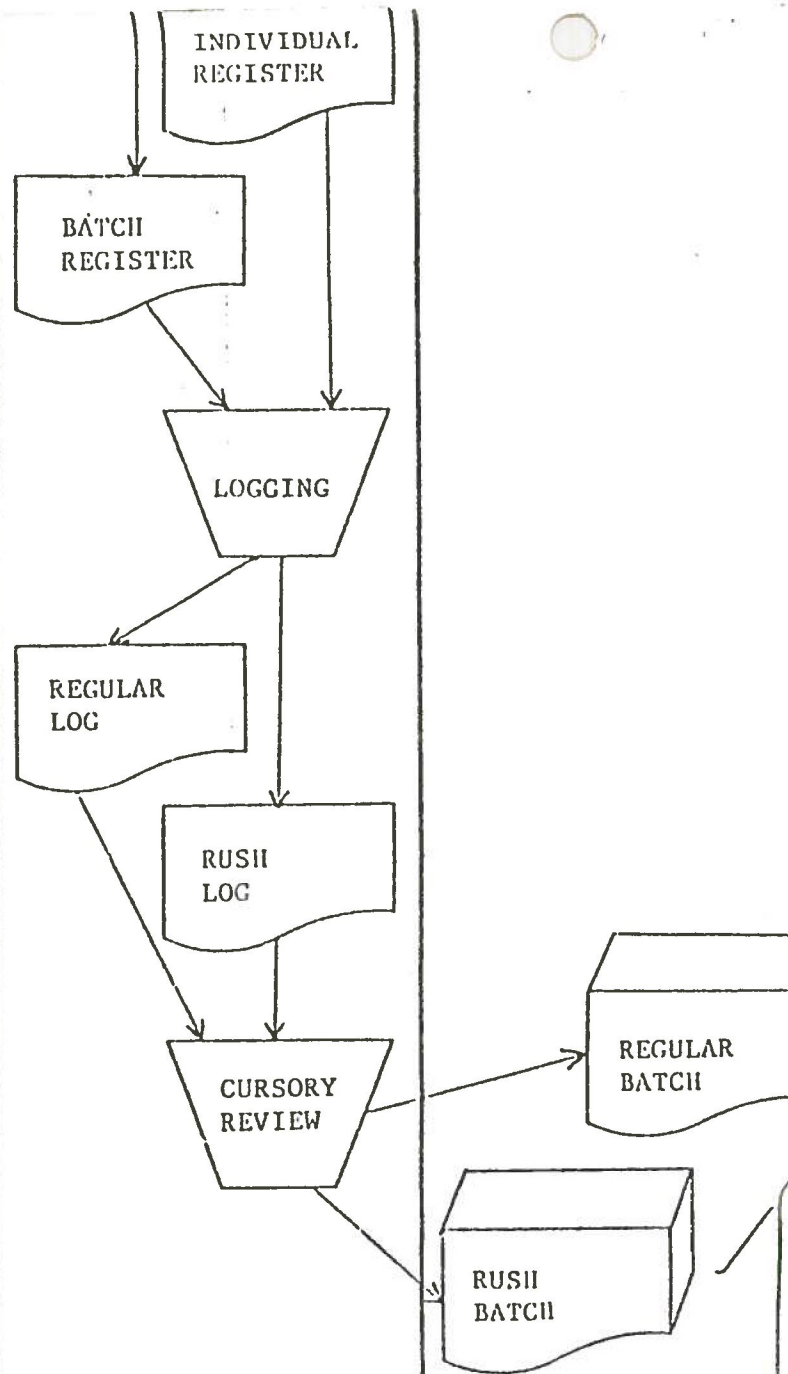 INDIVIDUAL
REGISTER
BATCH
REGISTER
LOGGING
REGULAR
LOG
RUSH
LOG
CURSORY
REVIEW
REGULAR
BATCH
RUSH
BATCH